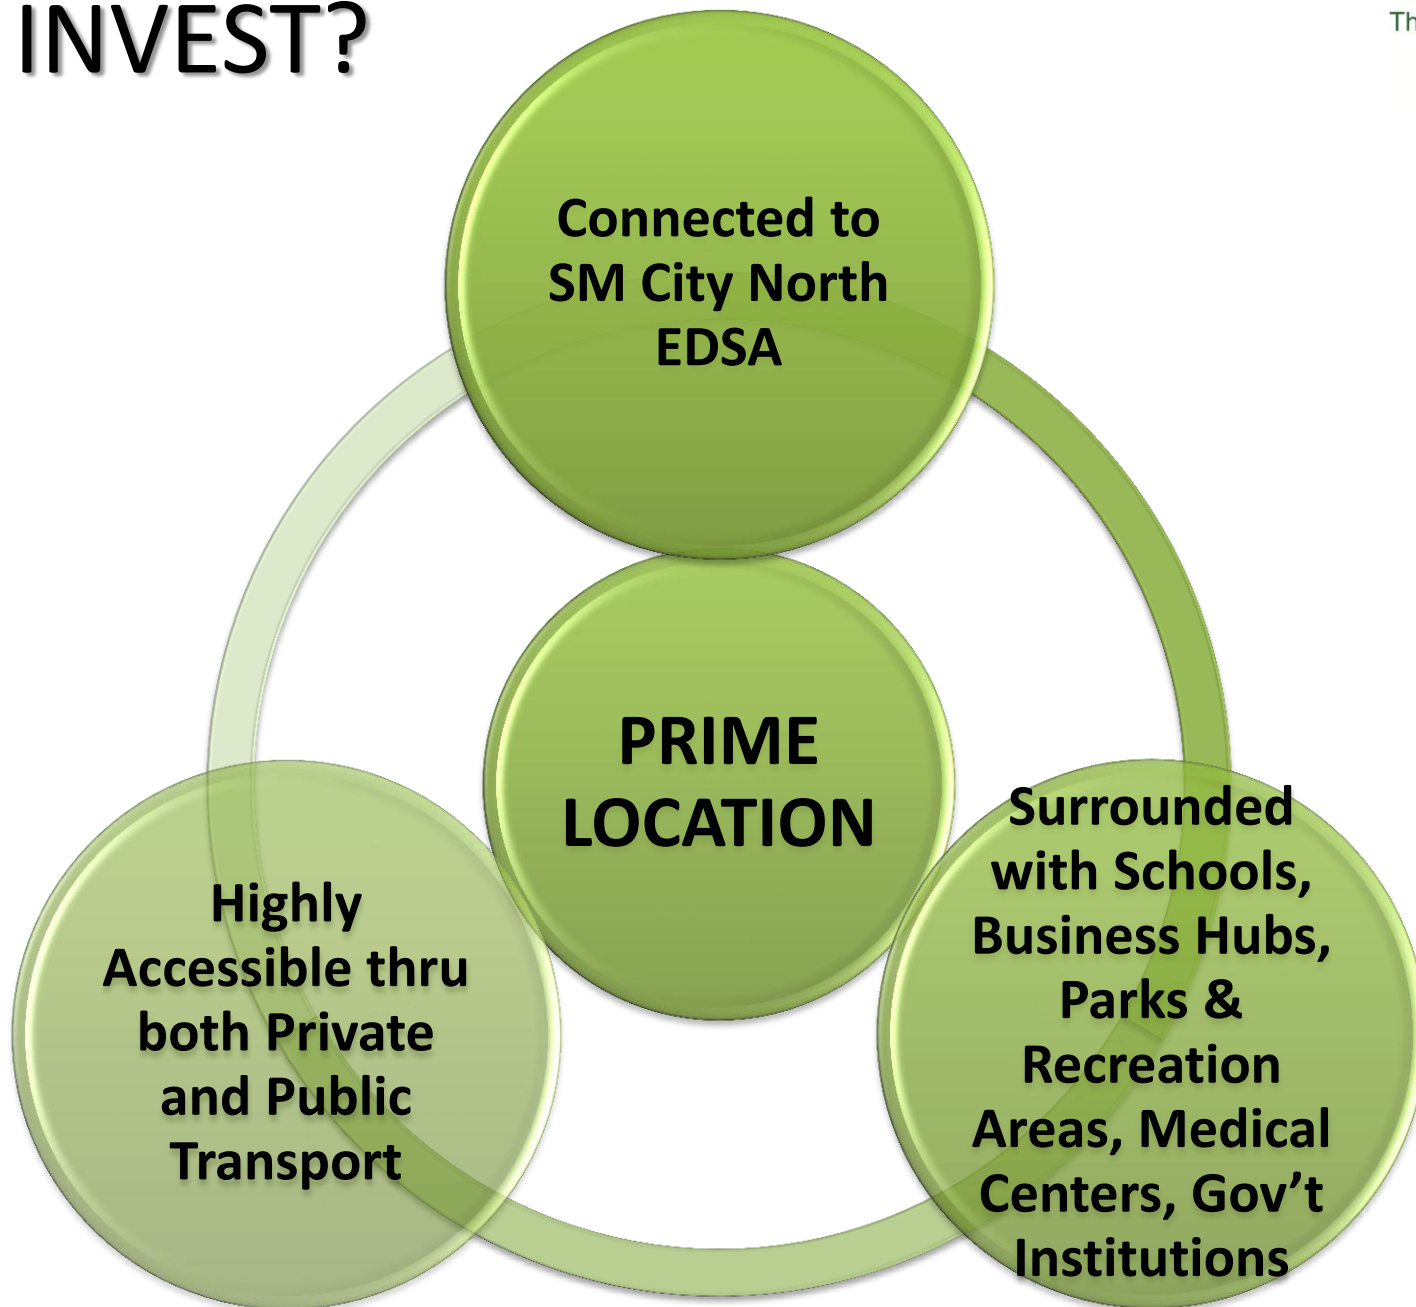 INVEST?
Th
Connected to
SM City North
EDSA
PRIME
LOCATION
Highly
Accessible thru
both Private
and Public
Transport
Surrounded
with Schools,
Business Hubs,
Parks &
Recreation
Areas, Medical
Centers, Gov’t
Institutions